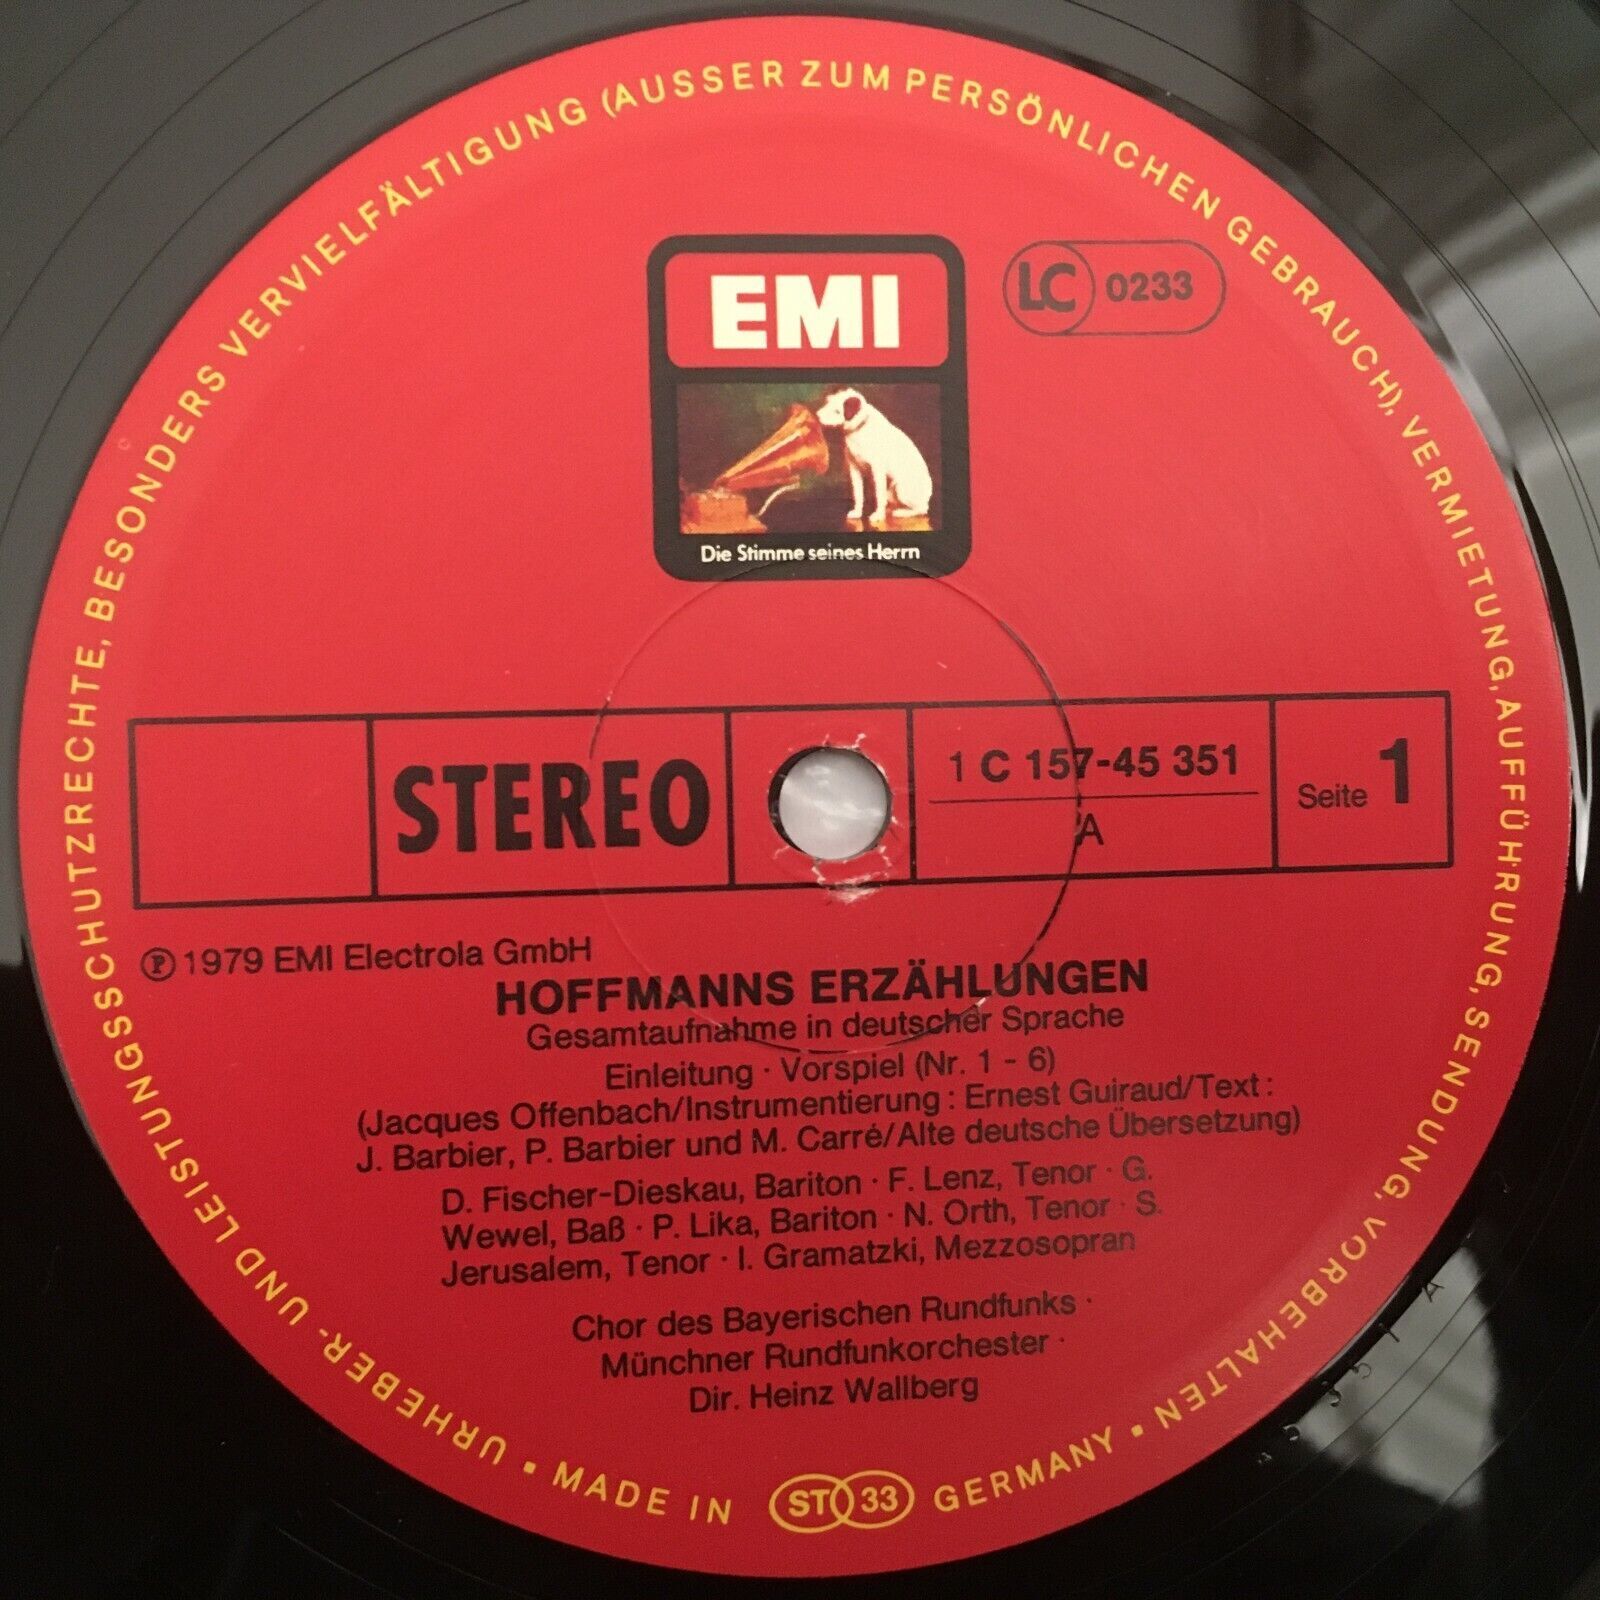 URHEBER- UND LEISTUNGSSCHUTZRECHTE, BESONDERS VERVIELFÄLTIGUNG (AUSSER ZUM PERSÖNLICHEN GEBRAUCH), VERMIETUNG, AUFFÜHRUNG, SENDUNG, VORBEHALTEN
EMI
Die Stimme seines Herrn
LC 0233
STEREO
1 C 157-45 351
A
Seite 1
Ⓟ 1979 EMI Electrola GmbH
HOFFMANNS ERZÄHLUNGEN
Gesamtaufnahme in deutscher Sprache
Einleitung · Vorspiel (Nr. 1 - 6)
(Jacques Offenbach/Instrumentierung: Ernest Guiraud/Text:
J. Barbier, P. Barbier und M. Carré/Alte deutsche Übersetzung)
D. Fischer-Dieskau, Bariton · F. Lenz, Tenor · G.
Wewel, Baß · P. Lika, Bariton · N. Orth, Tenor · S.
Jerusalem, Tenor · I. Gramatzki, Mezzosopran
Chor des Bayerischen Rundfunks ·
Münchner Rundfunkorchester ·
Dir. Heinz Wallberg
• MADE IN ST 33 GERMANY •